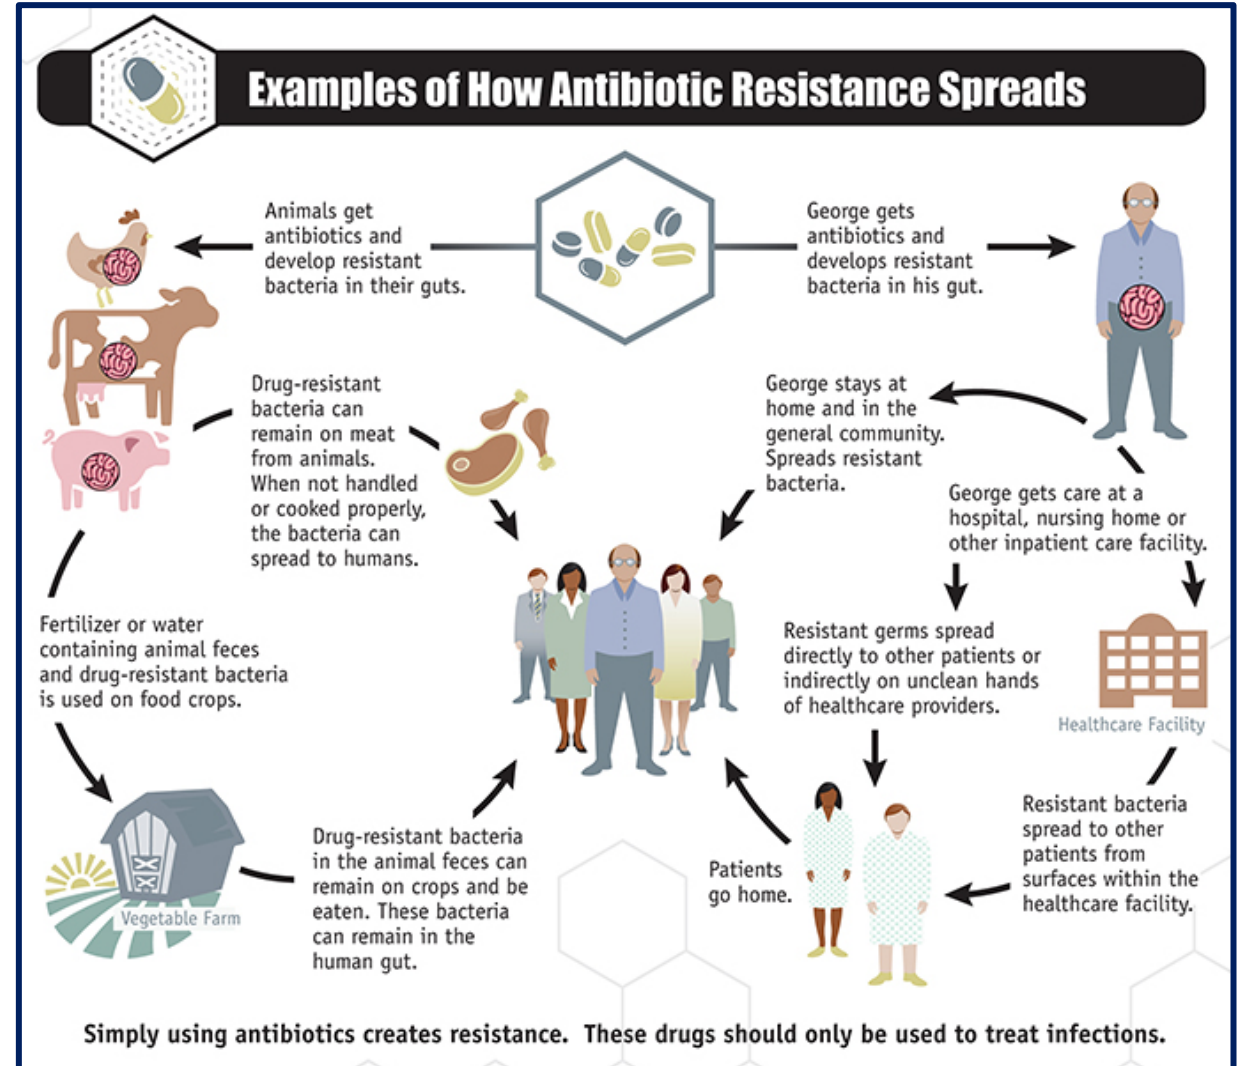 Examples of How Antibiotic Resistance Spreads
Animals get
antibiotics and
develop resistant
bacteria in their guts.
George gets
antibiotics and
develops resistant
bacteria in his gut.
Drug-resistant
bacteria can
remain on meat
from animals.
When not handled
or cooked properly,
the bacteria can
spread to humans.
George stays at
home and in the
general community.
Spreads resistant
bacteria.
George gets care at a
hospital, nursing home or
other inpatient care facility.
Fertilizer or water
containing animal feces
and drug-resistant bacteria
is used on food crops.
Resistant germs spread
directly to other patients or
indirectly on unclean hands
of healthcare providers.
Healthcare Facility
Vegetable Farm
Drug-resistant bacteria
in the animal feces can
remain on crops and be
eaten. These bacteria
can remain in the
human gut.
Patients
go home.
Resistant bacteria
spread to other
patients from
surfaces within the
healthcare facility.
Simply using antibiotics creates resistance. These drugs should only be used to treat infections.